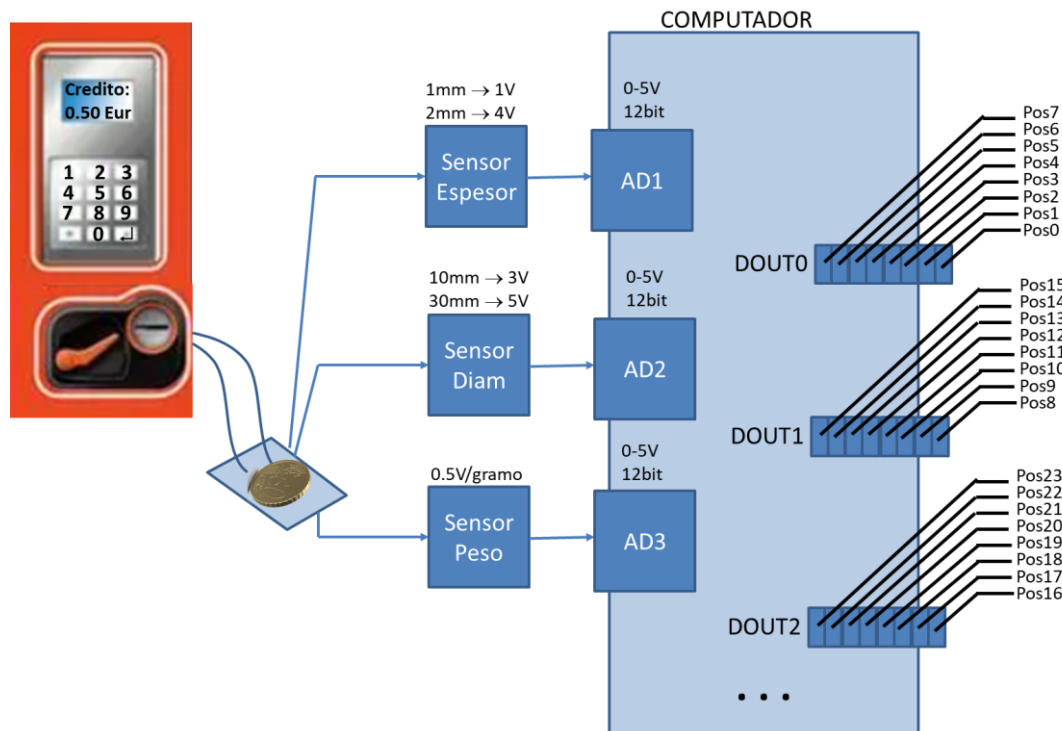 COMPUTADOR
Credito:
0.50 Eur
1 2 3
4 5 6
7 8 9
0
1mm → 1V
2mm → 4V
Sensor
Espesor
0-5V
12bit
AD1
Pos7
Pos6
Pos5
Pos4
Pos3
Pos2
Pos1
Pos0
DOUT0
10mm → 3V
30mm → 5V
Sensor
Diam
0-5V
12bit
AD2
Pos15
Pos14
Pos13
Pos12
Pos11
Pos10
Pos9
Pos8
DOUT1
0.5V/gramo
Sensor
Peso
0-5V
12bit
AD3
Pos23
Pos22
Pos21
Pos20
Pos19
Pos18
Pos17
Pos16
DOUT2
. . .